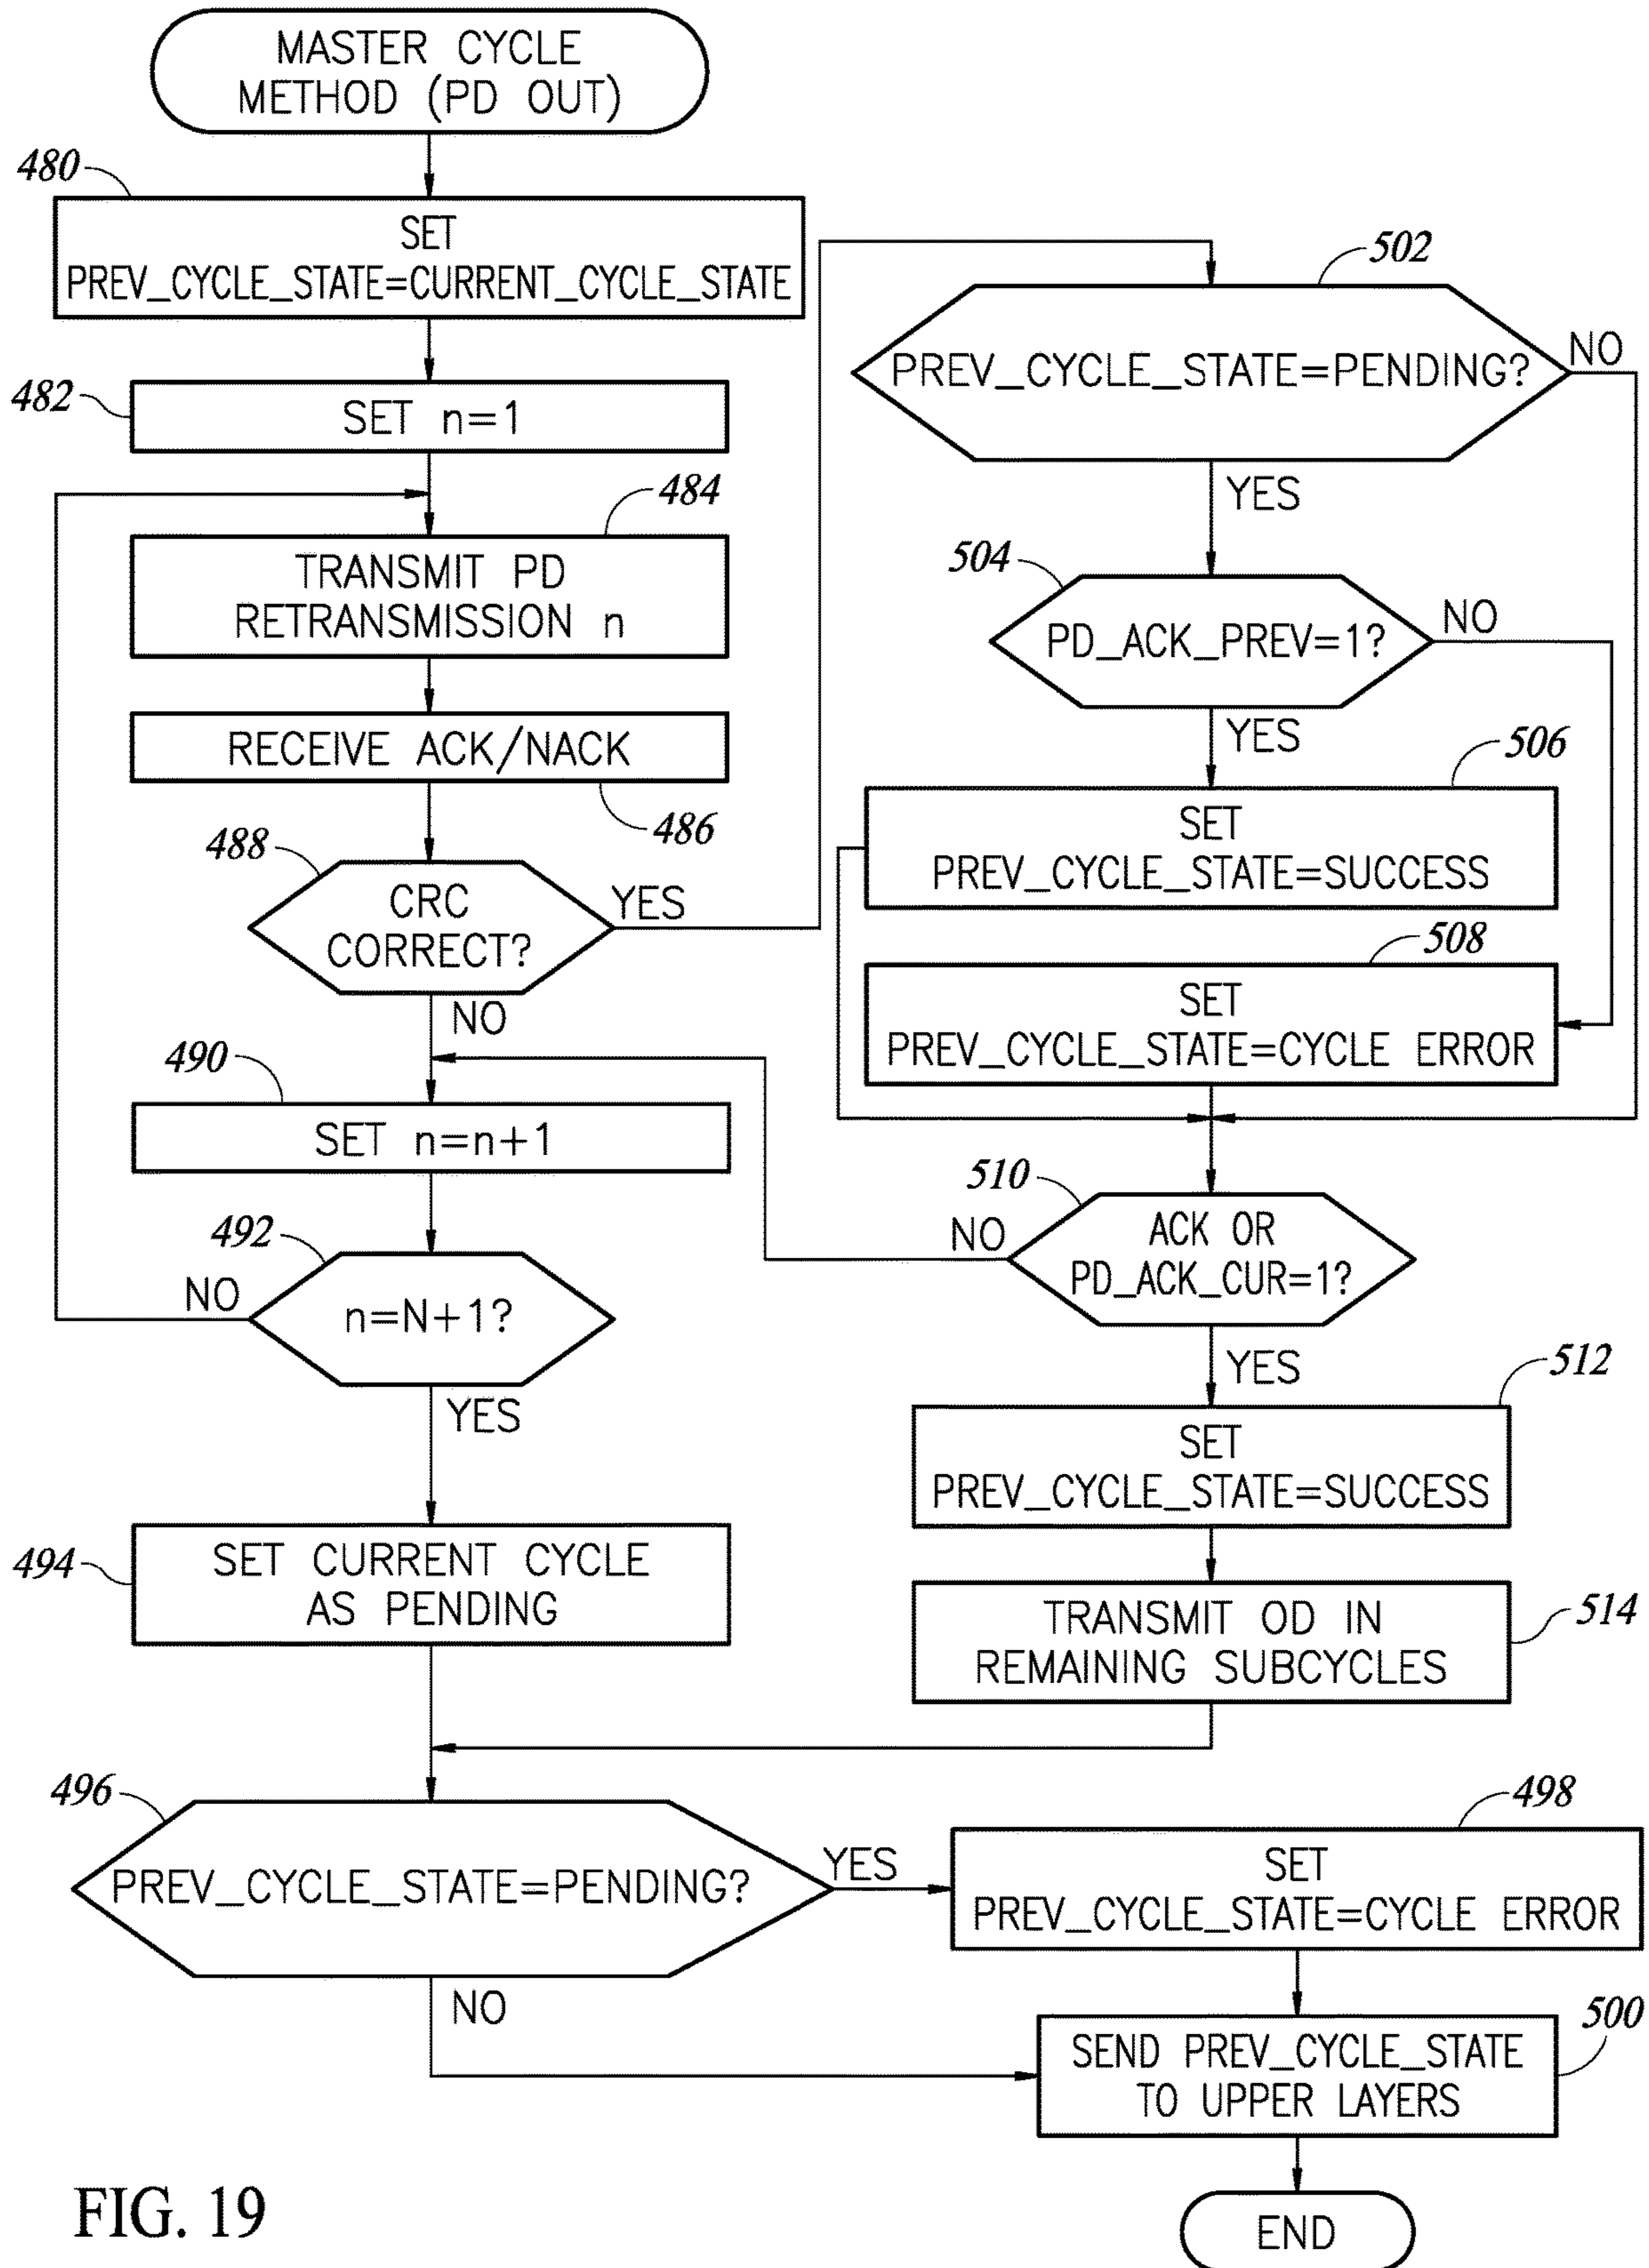 MASTER CYCLE
METHOD (PD OUT)
480
SET
PREV_CYCLE_STATE=CURRENT_CYCLE_STATE
482
SET n=1
484
TRANSMIT PD
RETRANSMISSION n
RECEIVE ACK/NACK
486
488
CRC
CORRECT?
YES
NO
490
SET n=n+1
492
n=N+1?
NO
YES
494
SET CURRENT CYCLE
AS PENDING
496
PREV_CYCLE_STATE=PENDING?
YES
NO
498
SET
PREV_CYCLE_STATE=CYCLE ERROR
500
SEND PREV_CYCLE_STATE
TO UPPER LAYERS
END
502
PREV_CYCLE_STATE=PENDING?
NO
YES
504
PD_ACK_PREV=1?
NO
YES
506
SET
PREV_CYCLE_STATE=SUCCESS
508
SET
PREV_CYCLE_STATE=CYCLE ERROR
510
ACK OR
PD_ACK_CUR=1?
NO
YES
512
SET
PREV_CYCLE_STATE=SUCCESS
514
TRANSMIT OD IN
REMAINING SUBCYCLES
FIG. 19